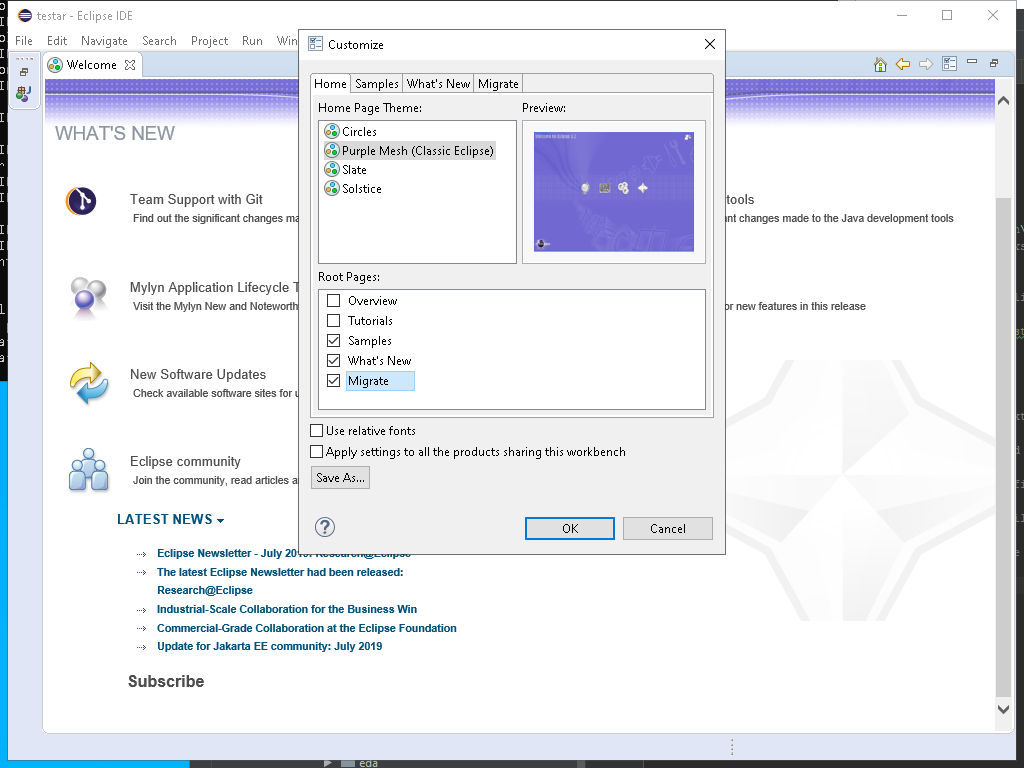 testar - Eclipse IDE
File Edit Navigate Search Project Run Win
Welcome
WHAT'S NEW
Team Support with Git
Find out the significant changes ma
tools
nt changes made to the Java development tools
Mylyn Application Lifecycle T
Visit the Mylyn New and Noteworth
or new features in this release
New Software Updates
Check available software sites for u
Eclipse community
Join the community, read articles a
LATEST NEWS
Eclipse Newsletter - July 2019: Research@Eclipse
The latest Eclipse Newsletter had been released:
Research@Eclipse
Industrial-Scale Collaboration for the Business Win
Commercial-Grade Collaboration at the Eclipse Foundation
Update for Jakarta EE community: July 2019
Subscribe
Customize
Home Samples What's New Migrate
Home Page Theme:
Preview:
Circles
Purple Mesh (Classic Eclipse)
Slate
Solstice
Root Pages:
Overview
Tutorials
Samples
What's New
Migrate
Use relative fonts
Apply settings to all the products sharing this workbench
Save As...
?
OK
Cancel
eda